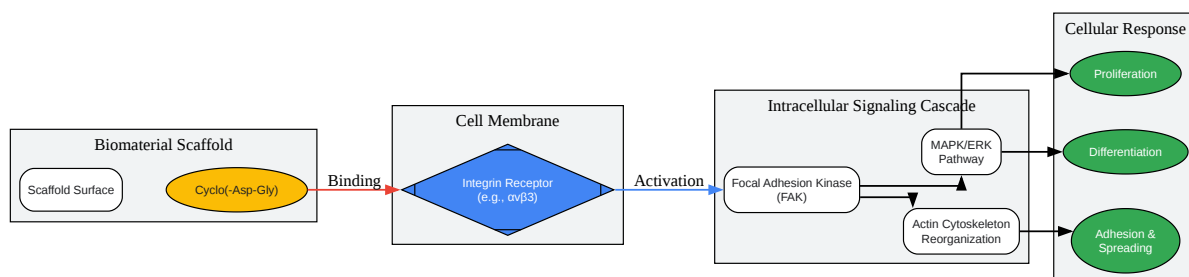 Biomaterial Scaffold
Scaffold Surface
Cyclo(-Asp-Gly)
Binding
Cell Membrane
Integrin Receptor
(e.g., αvβ3)
Activation
Intracellular Signaling Cascade
Focal Adhesion Kinase
(FAK)
MAPK/ERK
Pathway
Actin Cytoskeleton
Reorganization
Cellular Response
Proliferation
Differentiation
Adhesion &
Spreading